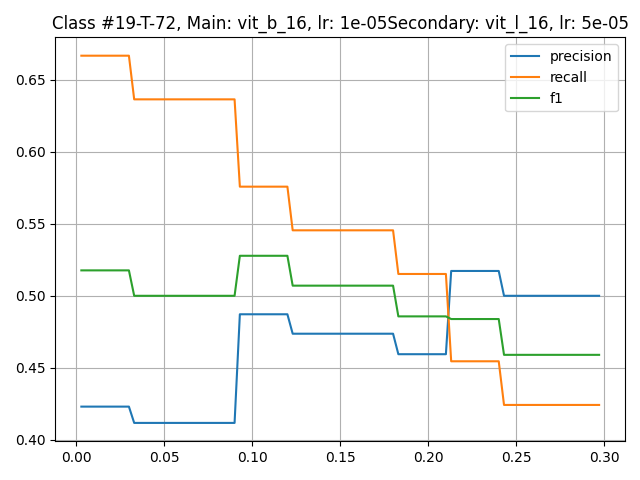 Class #19-T-72, Main: vit_b_16, lr: 1e-05Secondary: vit_l_16, lr: 5e-05
precision
recall
f1
0.65
0.60
0.55
0.50
0.45
0.40
0.00 0.05 0.10 0.15 0.20 0.25 0.30